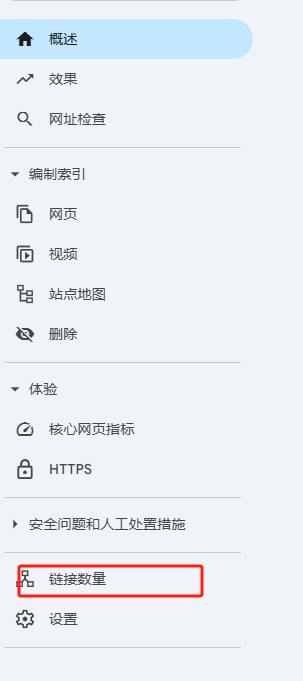 概述
效果
网址检查
编制索引
网页
视频
站点地图
删除
体验
核心网页指标
HTTPS
安全问题和人工处置措施
链接数量
设置